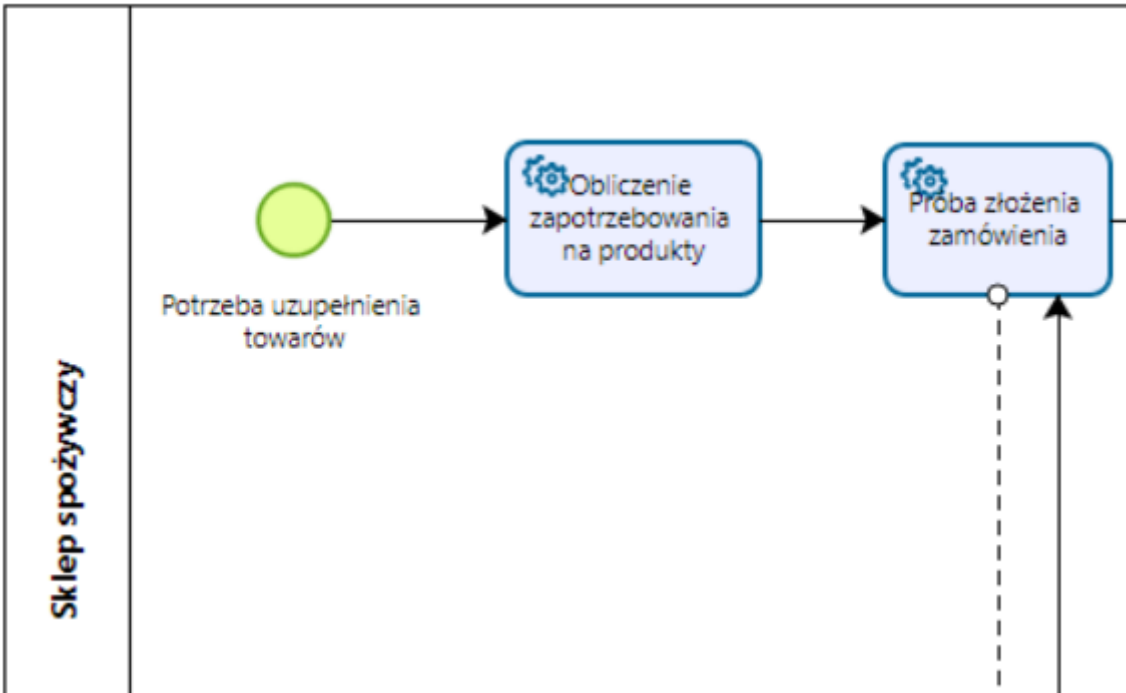 Sklep spożywczy
Potrzeba uzupełnienia
towarów
Obliczenie
zapotrzebowania
na produkty
Próba złożenia
zamówienia